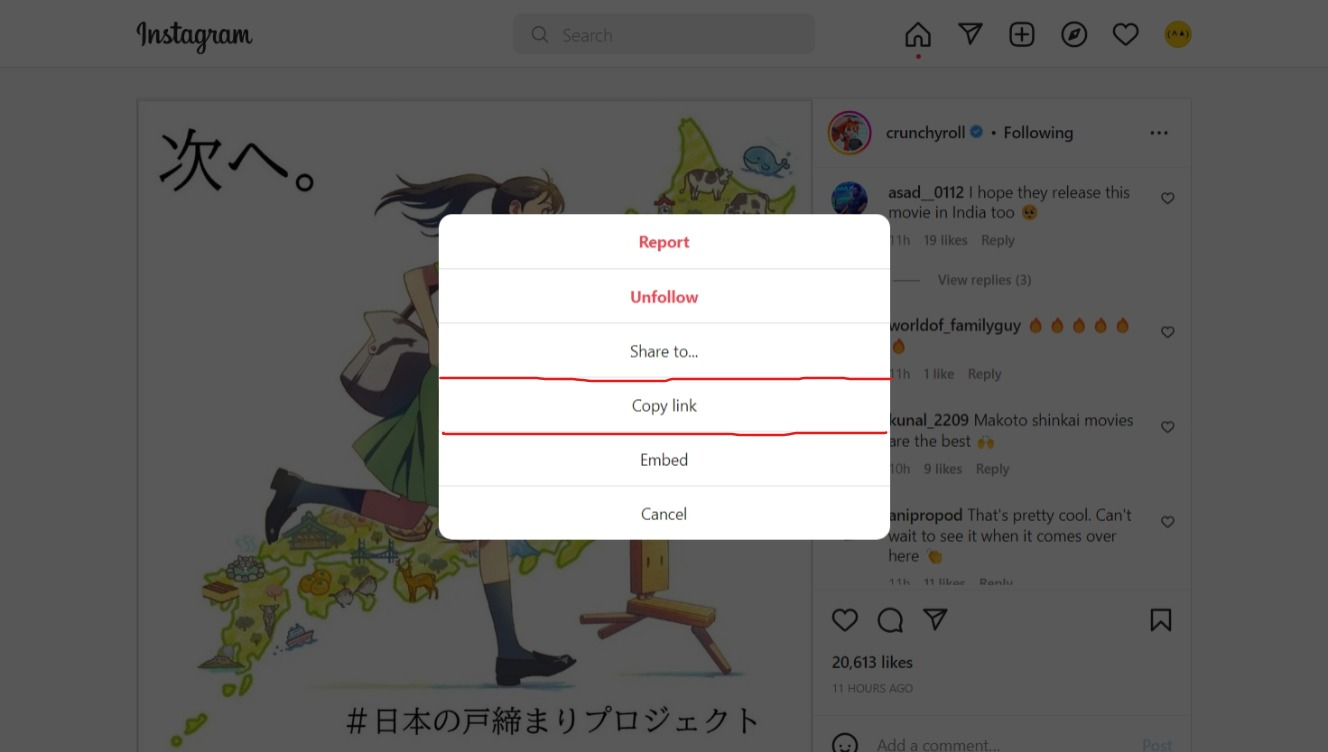 Instagram
Search
次へ。
Report
Unfollow
Share to...
Copy link
Embed
Cancel
#日本の戸締まりプロジェクト
crunchyroll • Following
asad__0112 I hope they release this
movie in India too 🥺
11h 19 likes Reply
View replies (3)
worldof_familyguy 🔥 🔥 🔥 🔥 🔥
🔥
11h 1 like Reply
kunal_2209 Makoto shinkai movies
are the best 🙌
10h 9 likes Reply
anipropod That's pretty cool. Can't
wait to see it when it comes over
here 👏
11h 11 likes Reply
20,613 likes
11 HOURS AGO
Add a comment...
Post